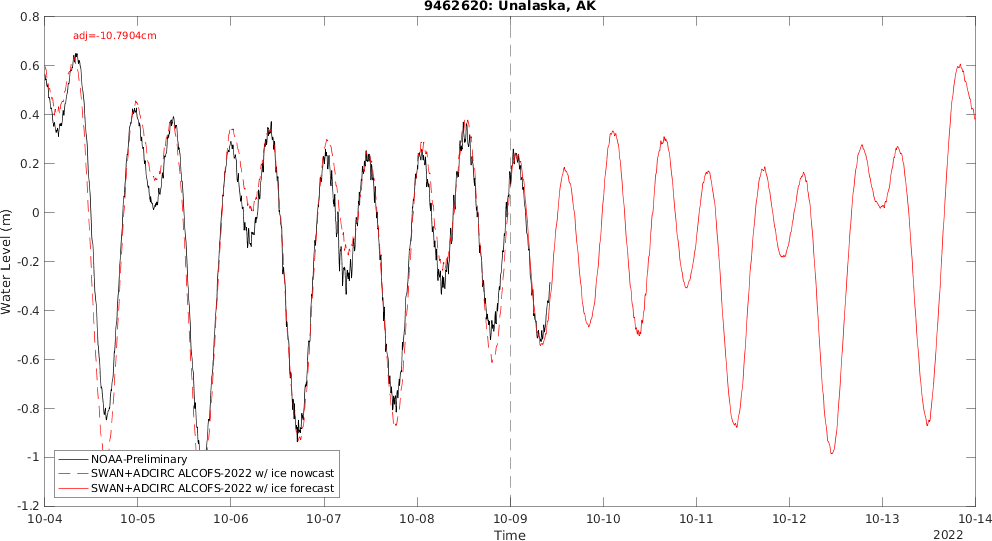 9462620: Unalaska, AK
adj=-10.7904cm
Water Level (m)
0.8
0.6
0.4
0.2
0
-0.2
-0.4
-0.6
-0.8
-1
-1.2
NOAA-Preliminary
SWAN+ADCIRC ALCOFS-2022 w/ ice nowcast
SWAN+ADCIRC ALCOFS-2022 w/ ice forecast
10-04 10-05 10-06 10-07 10-08 10-09 10-10 10-11 10-12 10-13 10-14
Time
2022